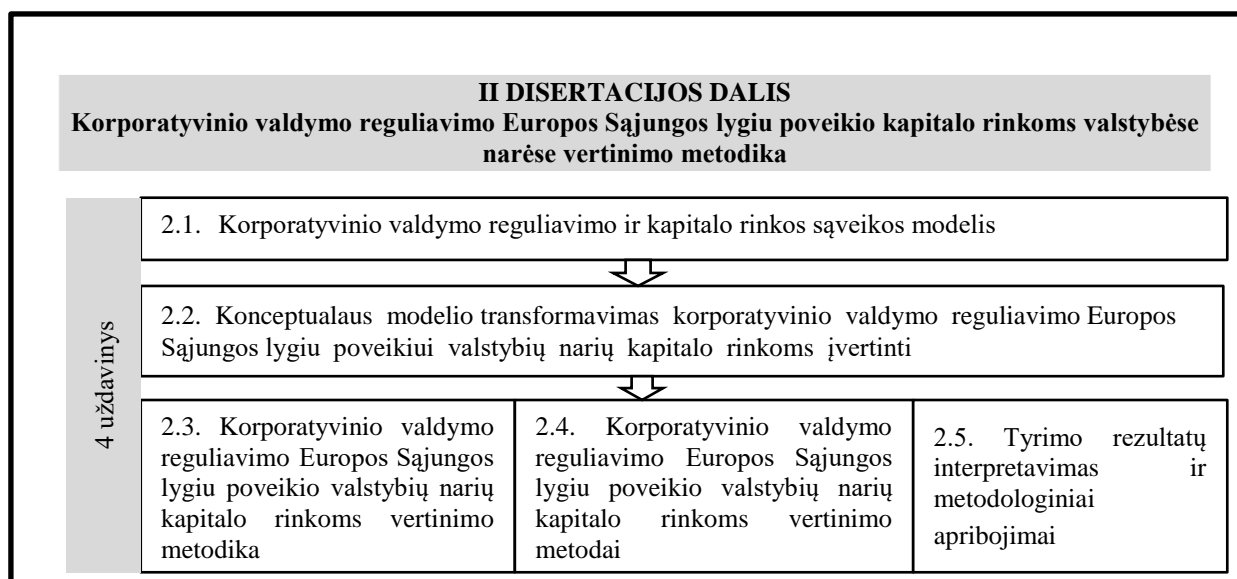 II DISERTACIJOS DALIS
Korporatyvinio valdymo reguliavimo Europos Sąjungos lygiu poveikio kapitalo rinkoms valstybėse
narėse vertinimo metodika
4 uždavinys
2.1. Korporatyvinio valdymo reguliavimo ir kapitalo rinkos sąveikos modelis
2.2. Konceptualaus modelio transformavimas korporatyvinio valdymo reguliavimo Europos
Sąjungos lygiu poveikiui valstybių narių kapitalo rinkoms įvertinti
2.3. Korporatyvinio valdymo
reguliavimo Europos Sąjungos
lygiu poveikio valstybių narių
kapitalo rinkoms vertinimo
metodika
2.4. Korporatyvinio valdymo
reguliavimo Europos Sąjungos
lygiu poveikio valstybių narių
kapitalo rinkoms vertinimo
metodai
2.5. Tyrimo rezultatų
interpretavimas ir
metodologiniai
apribojimai